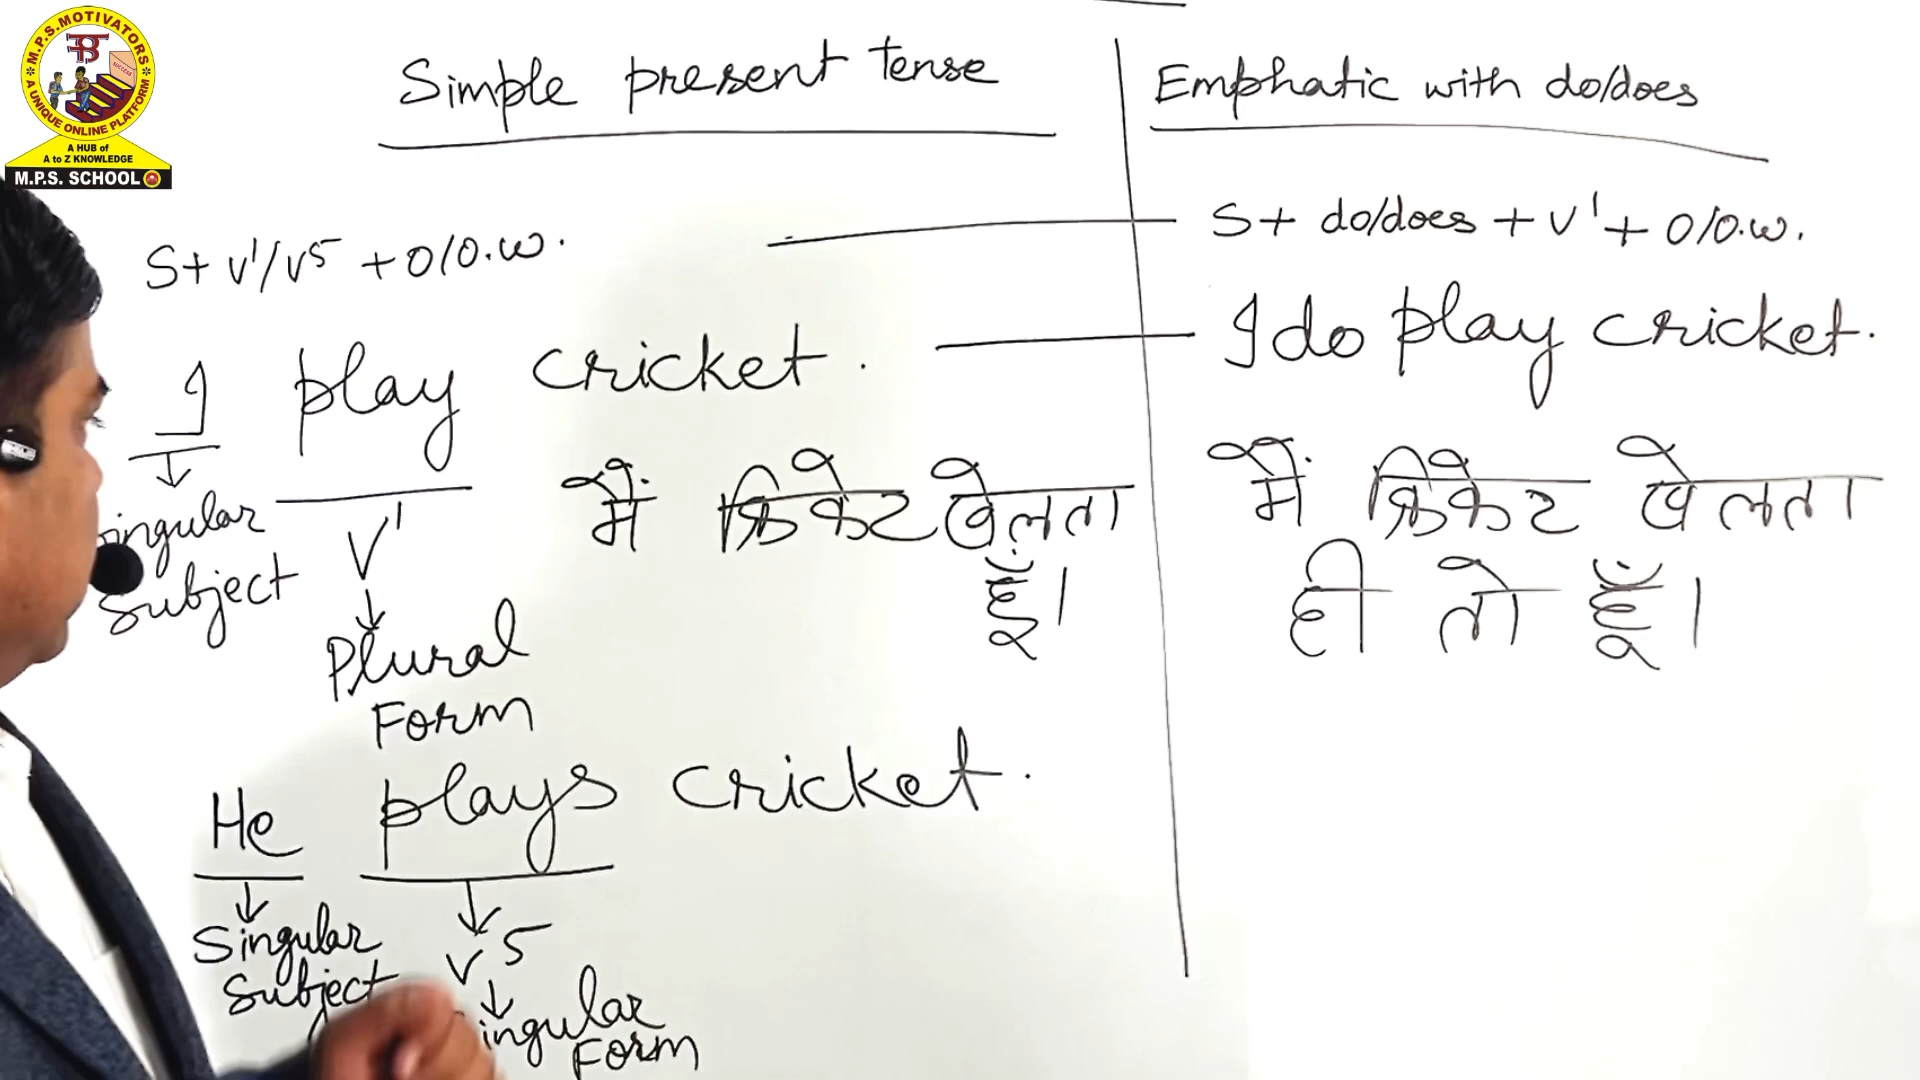 M.P.S. MOTIVATORS
SUCCESS
A UNIQUE ONLINE PLATFORM
A HUB of
A to Z KNOWLEDGE
M.P.S. SCHOOL
Simple present tense
S+ V¹/V⁵ + O/O.W.
I play cricket.
Singular
Subject
V¹
Plural
Form
मैं क्रिकेट खेलता
हूँ।
He plays cricket.
Singular
Subject
V⁵
Singular
Form
Emphatic with do/does
S+ do/does + V¹ + O/O.W.
I do play cricket.
मैं क्रिकेट खेलता
ही तो हूँ।